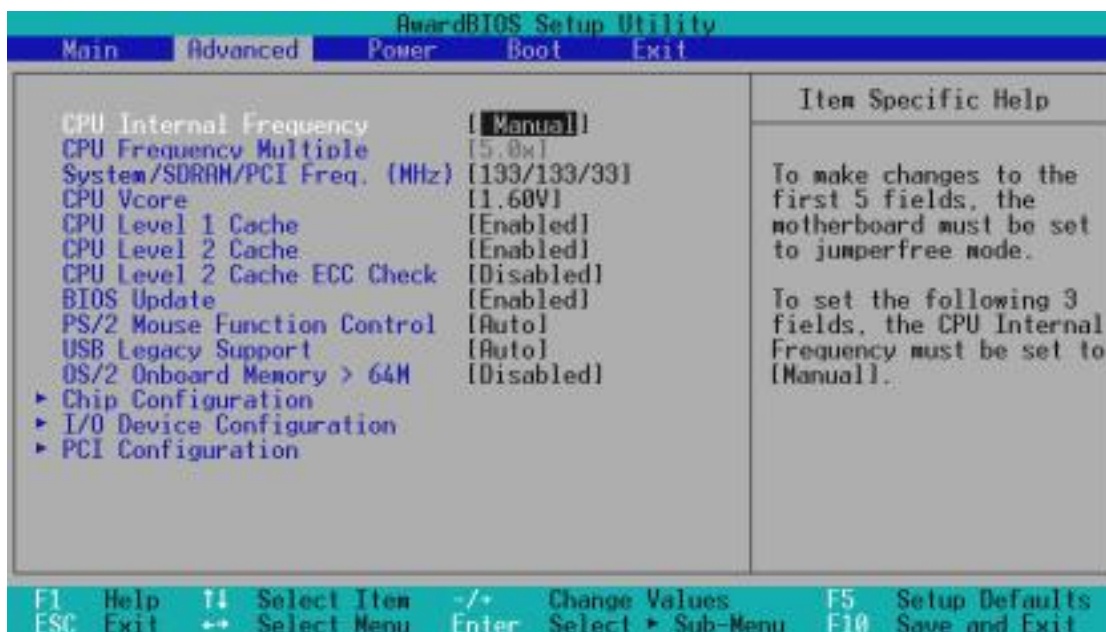 AwardBIOS Setup Utility
Main Advanced Power Boot Exit
Item Specific Help
CPU Internal Frequency [ Manual]
CPU Frequency Multiple [5.0x]
System/SDRAM/PCI Freq. (MHz) [133/133/33]
CPU Vcore [1.60V]
CPU Level 1 Cache [Enabled]
CPU Level 2 Cache [Enabled]
CPU Level 2 Cache ECC Check [Disabled]
BIOS Update [Enabled]
PS/2 Mouse Function Control [Auto]
USB Legacy Support [Auto]
OS/2 Onboard Memory > 64M [Disabled]
▸ Chip Configuration
▸ I/O Device Configuration
▸ PCI Configuration
To make changes to the
first 5 fields, the
motherboard must be set
to jumperfree mode.
To set the following 3
fields, the CPU Internal
Frequency must be set to
[Manual].
F1 Help ↑↓ Select Item -/+ Change Values F5 Setup Defaults
ESC Exit ←→ Select Menu Enter Select ▸ Sub-Menu F10 Save and Exit